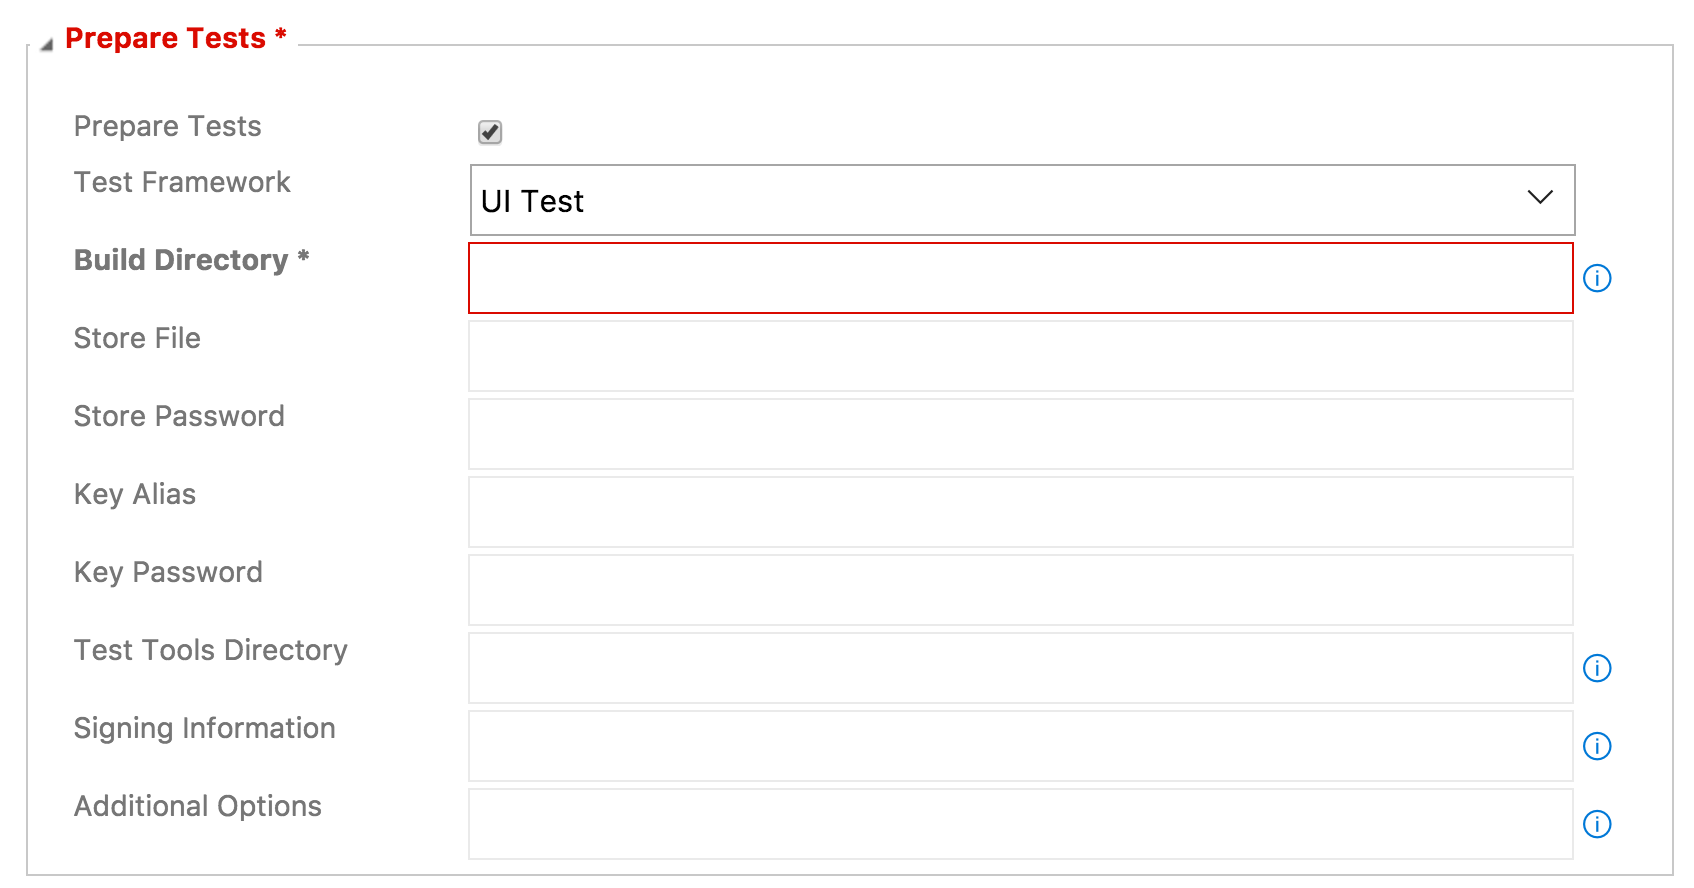 Prepare Tests *
Prepare Tests
Test Framework
UI Test
Build Directory *
Store File
Store Password
Key Alias
Key Password
Test Tools Directory
Signing Information
Additional Options